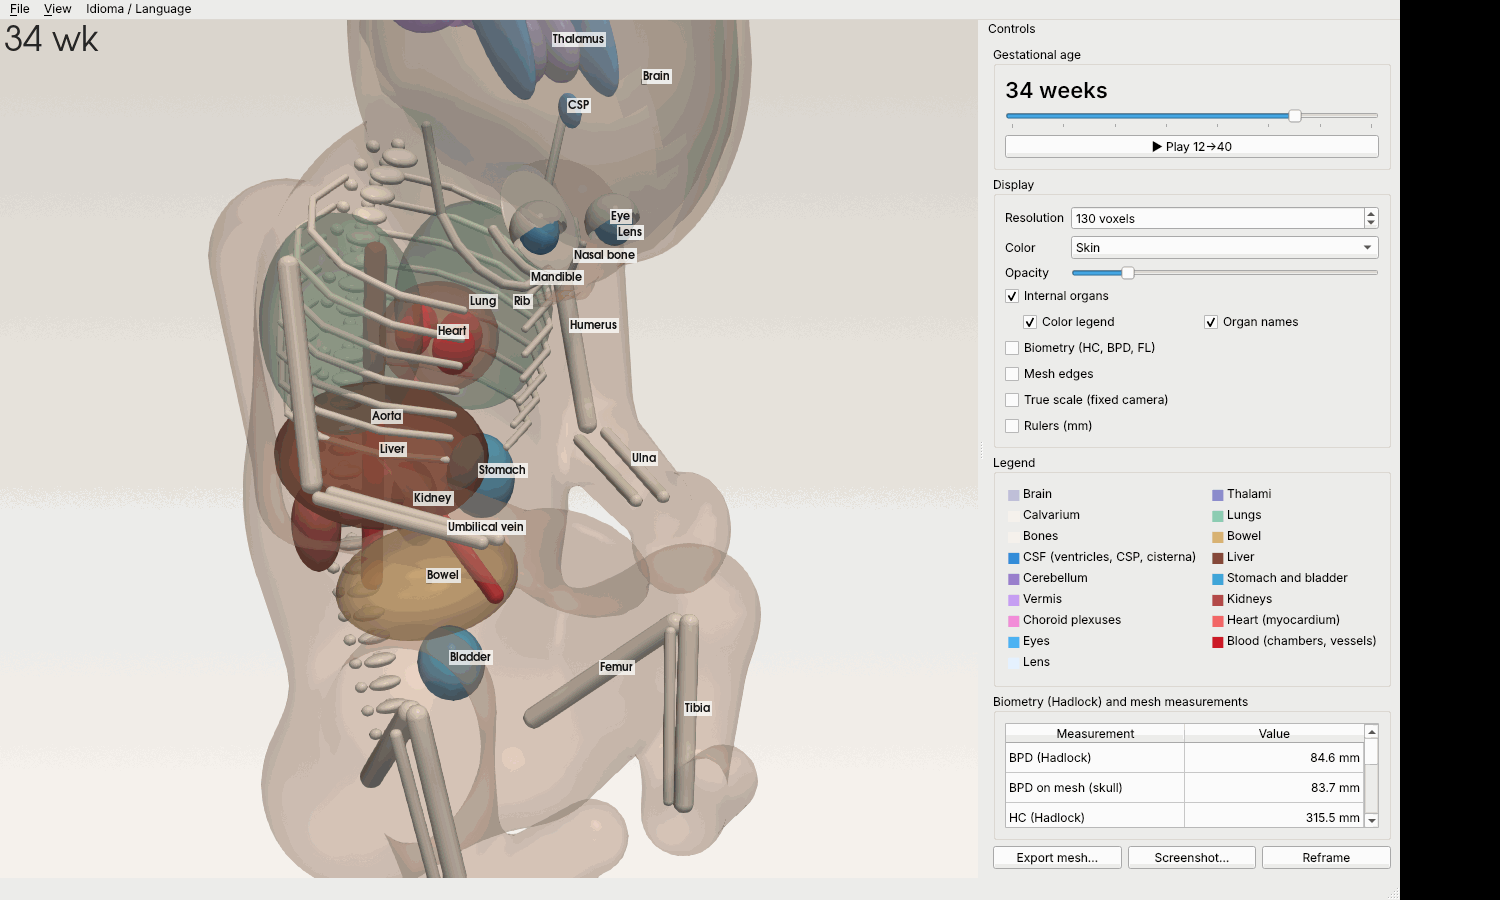 File View Idioma / Language
34 wk
Thalamus
Brain
CSP
Eye
Lens
Nasal bone
Mandible
Lung
Rib
Heart
Humerus
Aorta
Liver
Ulna
Stomach
Kidney
Umbilical vein
Bowel
Bladder
Femur
Tibia
Controls
Gestational age
34 weeks
▶ Play 12→40
Display
Resolution 130 voxels
Color Skin
Opacity
Internal organs
Color legend Organ names
Biometry (HC, BPD, FL)
Mesh edges
True scale (fixed camera)
Rulers (mm)
Legend
Brain Thalami
Calvarium Lungs
Bones Bowel
CSF (ventricles, CSP, cisterna) Liver
Cerebellum Stomach and bladder
Vermis Kidneys
Choroid plexuses Heart (myocardium)
Eyes Blood (chambers, vessels)
Lens
Biometry (Hadlock) and mesh measurements
Measurement Value
BPD (Hadlock) 84.6 mm
BPD on mesh (skull) 83.7 mm
HC (Hadlock) 315.5 mm
Export mesh... Screenshot... Reframe